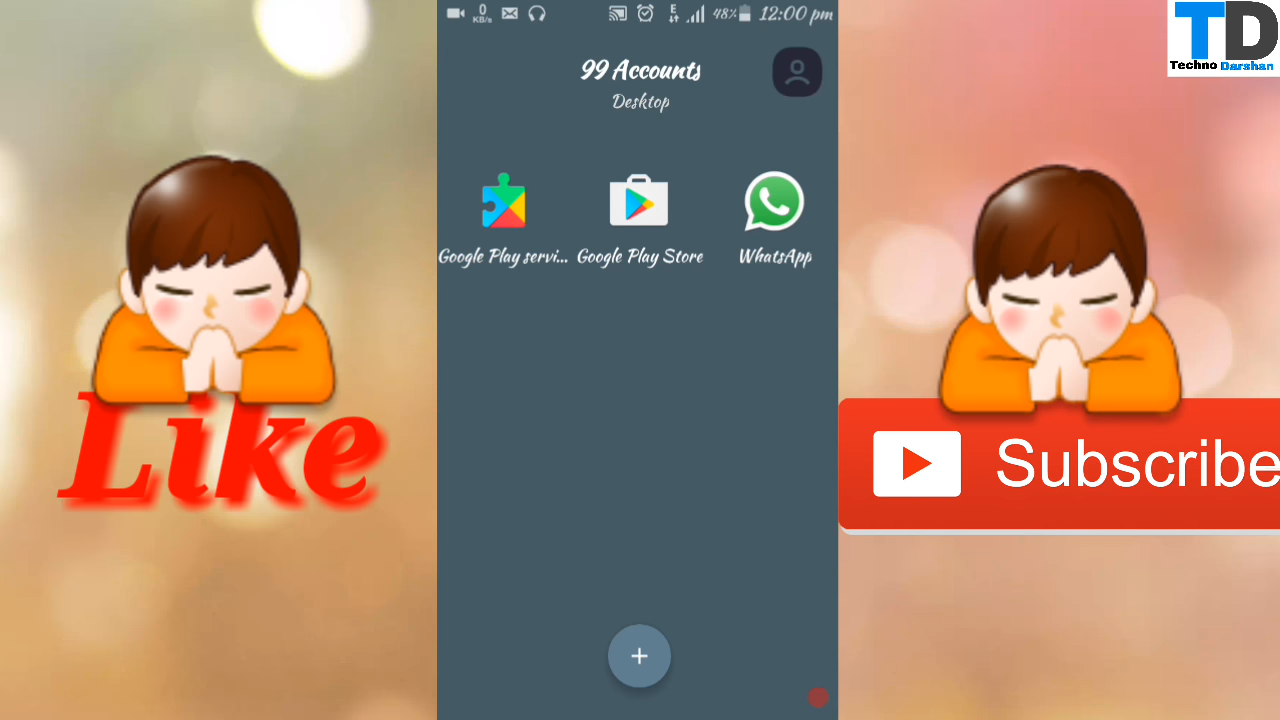 0
KB/s
E
48%
12:00 pm
99 Accounts
Desktop
Google Play servi...
Google Play Store
WhatsApp
Like
Subscribe
TD
Techno Darshan
+